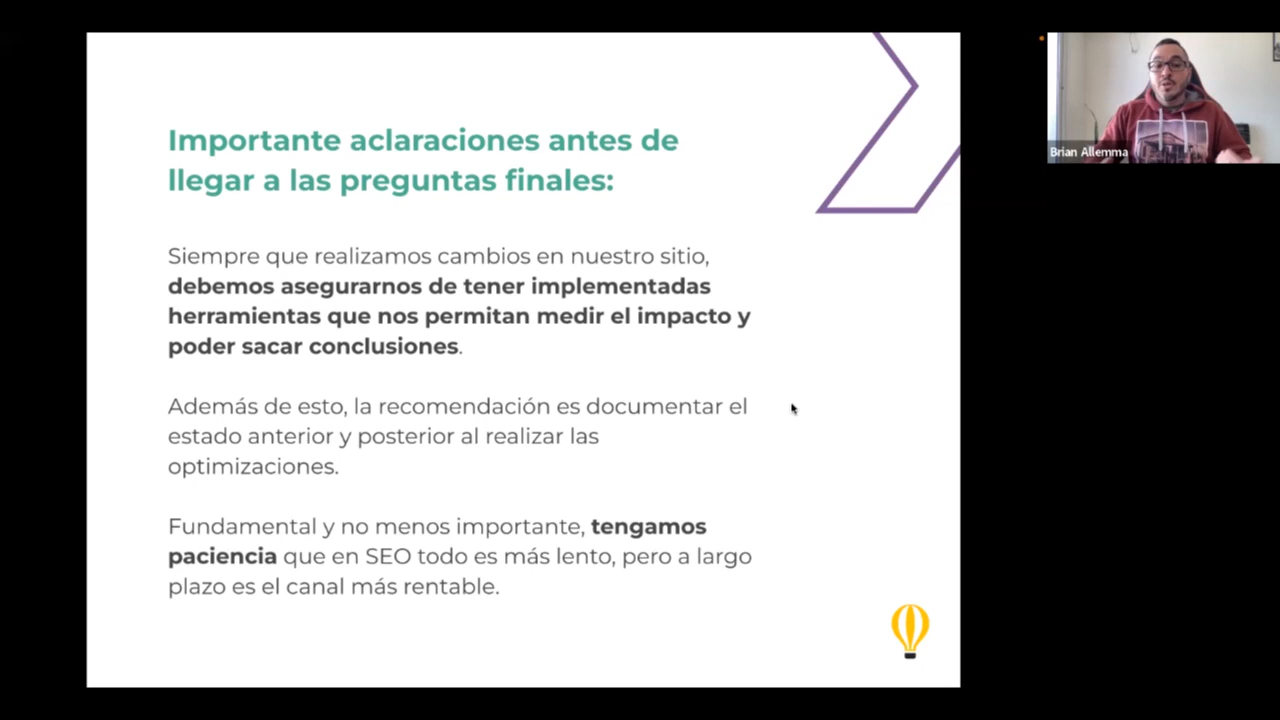 Importante aclaraciones antes de
llegar a las preguntas finales:
Siempre que realizamos cambios en nuestro sitio,
debemos asegurarnos de tener implementadas
herramientas que nos permitan medir el impacto y
poder sacar conclusiones.
Además de esto, la recomendación es documentar el
estado anterior y posterior al realizar las
optimizaciones.
Fundamental y no menos importante, tengamos
paciencia que en SEO todo es más lento, pero a largo
plazo es el canal más rentable.
Brian Allemma